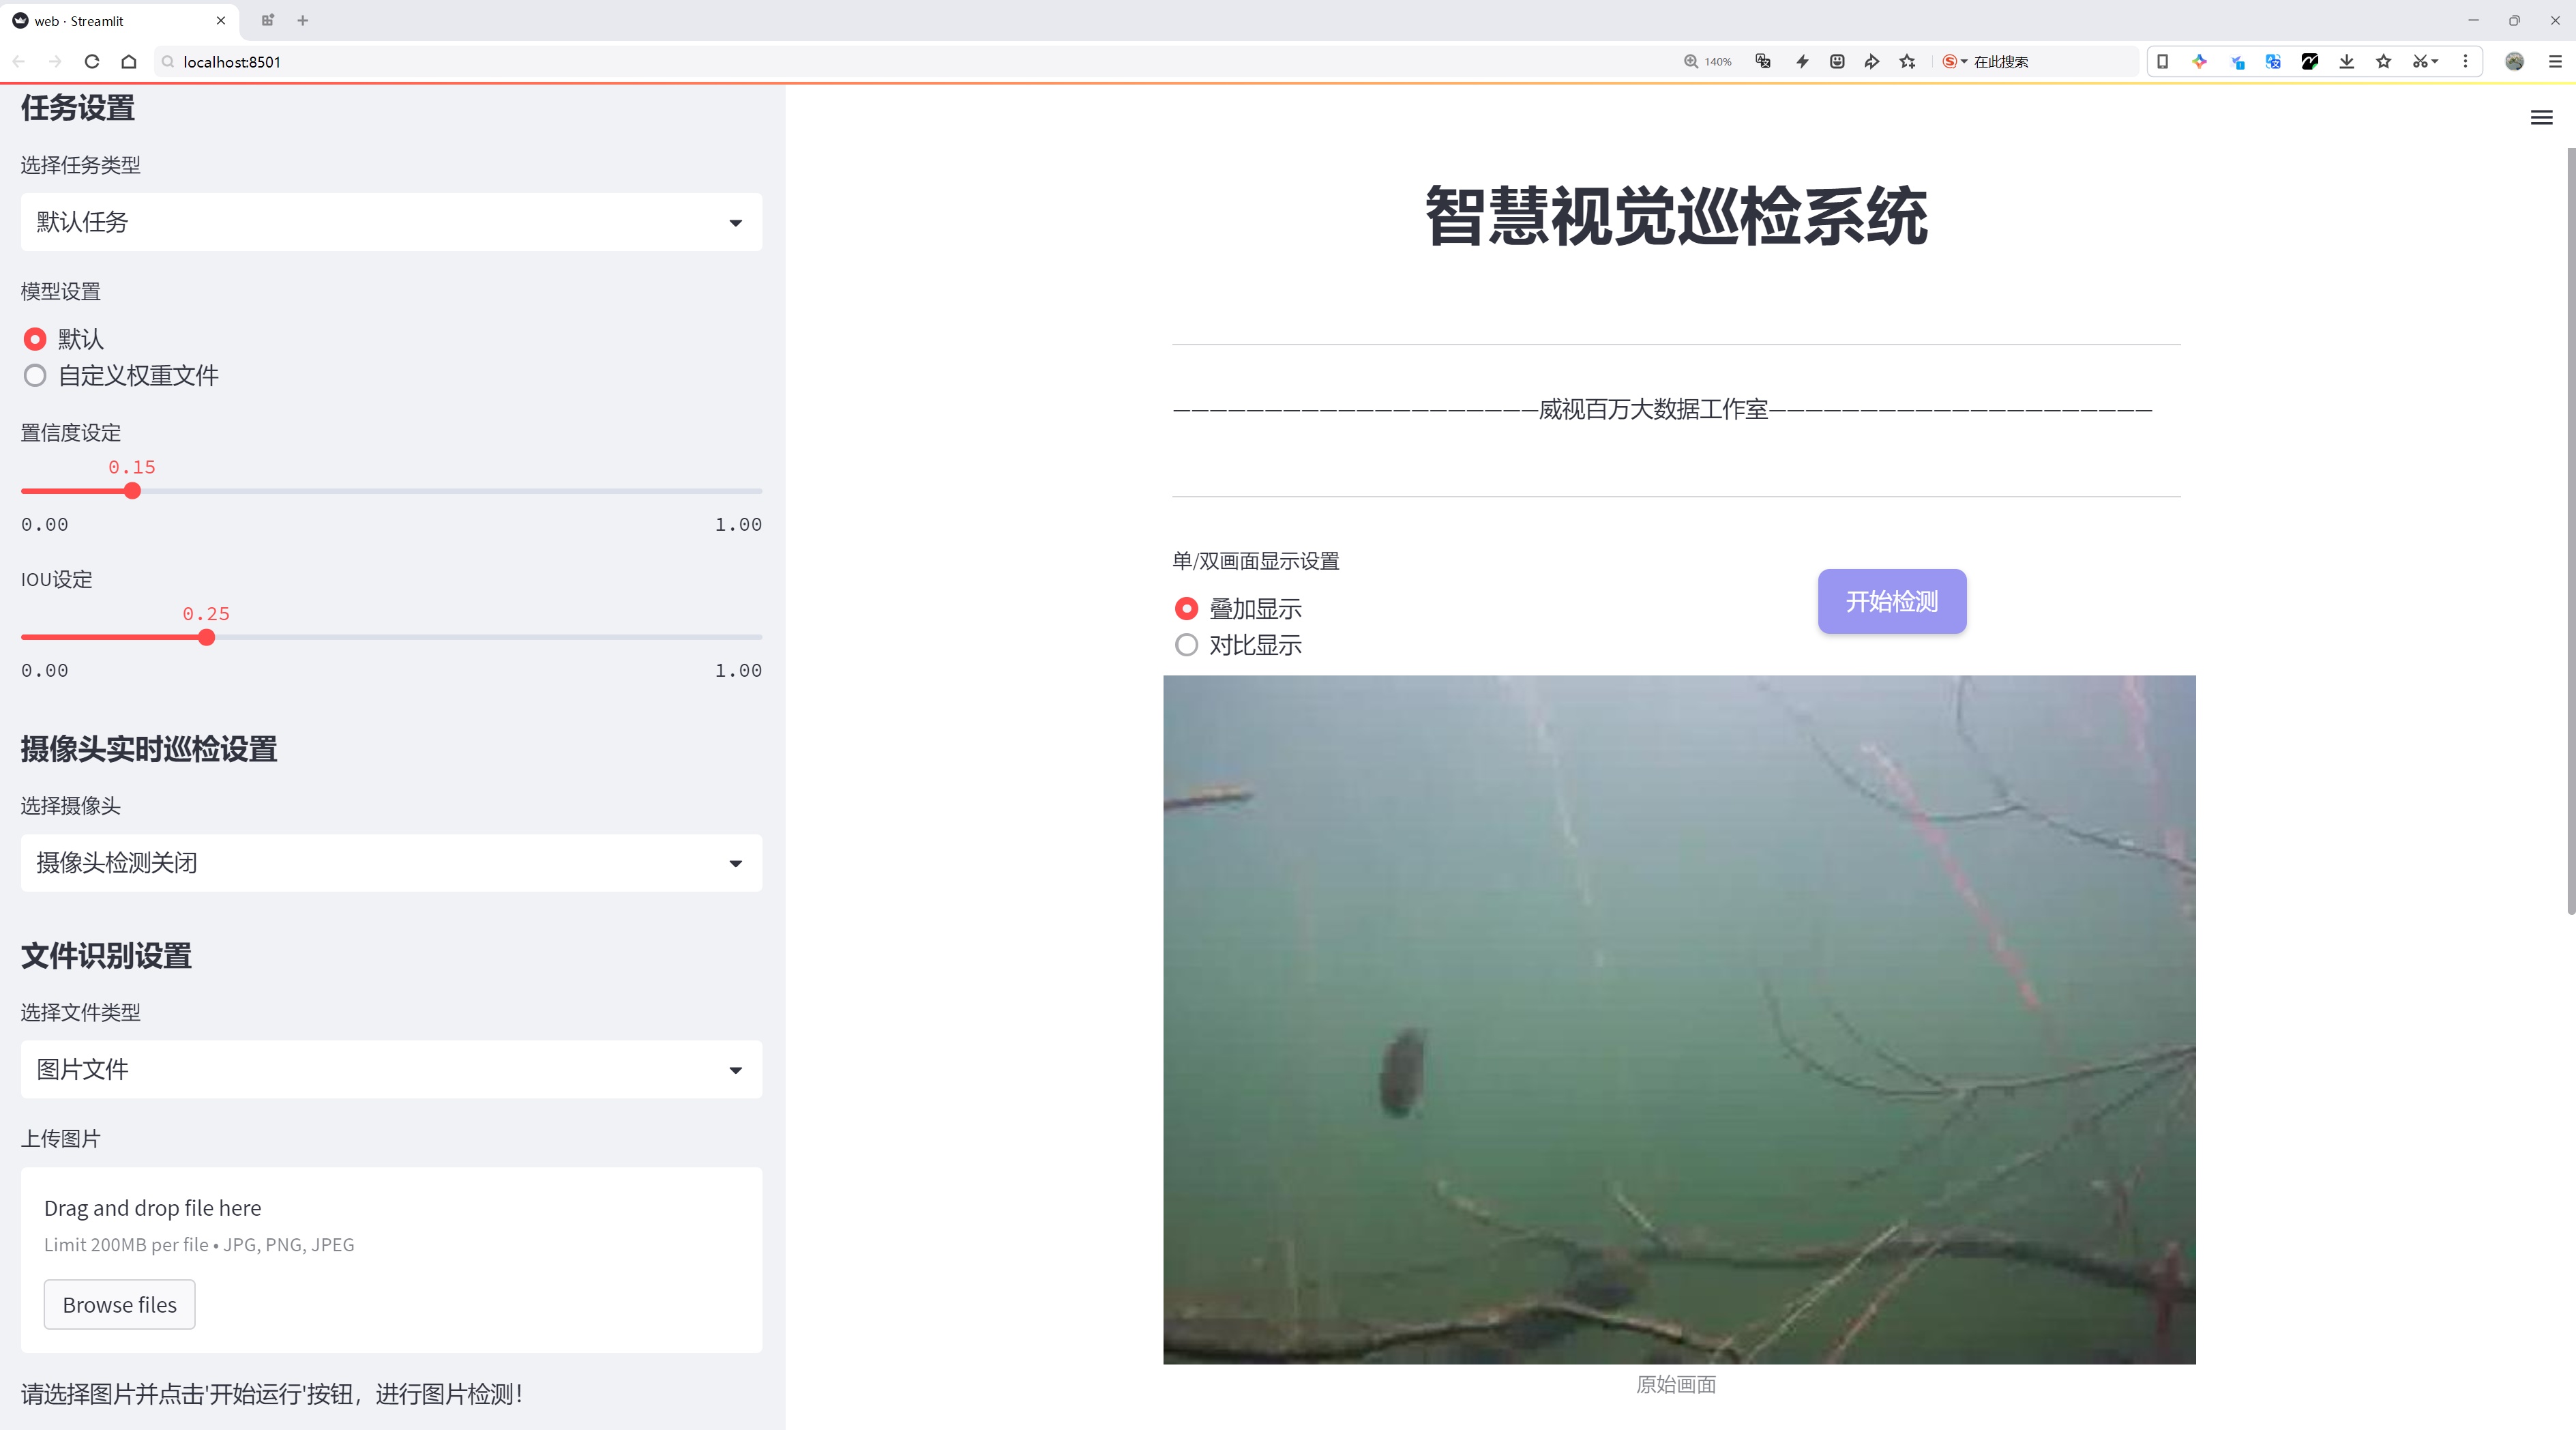 web · Streamlit
localhost:8501
140%
在此搜索
任务设置
选择任务类型
默认任务
模型设置
默认
自定义权重文件
置信度设定
0.15
0.00
1.00
IOU设定
0.25
0.00
1.00
摄像头实时巡检设置
选择摄像头
摄像头检测关闭
文件识别设置
选择文件类型
图片文件
上传图片
Drag and drop file here
Limit 200MB per file • JPG, PNG, JPEG
Browse files
请选择图片并点击'开始运行'按钮，进行图片检测！
智慧视觉巡检系统
————————————————————威视百万大数据工作室—————————————————————
单/双画面显示设置
叠加显示
对比显示
开始检测
原始画面